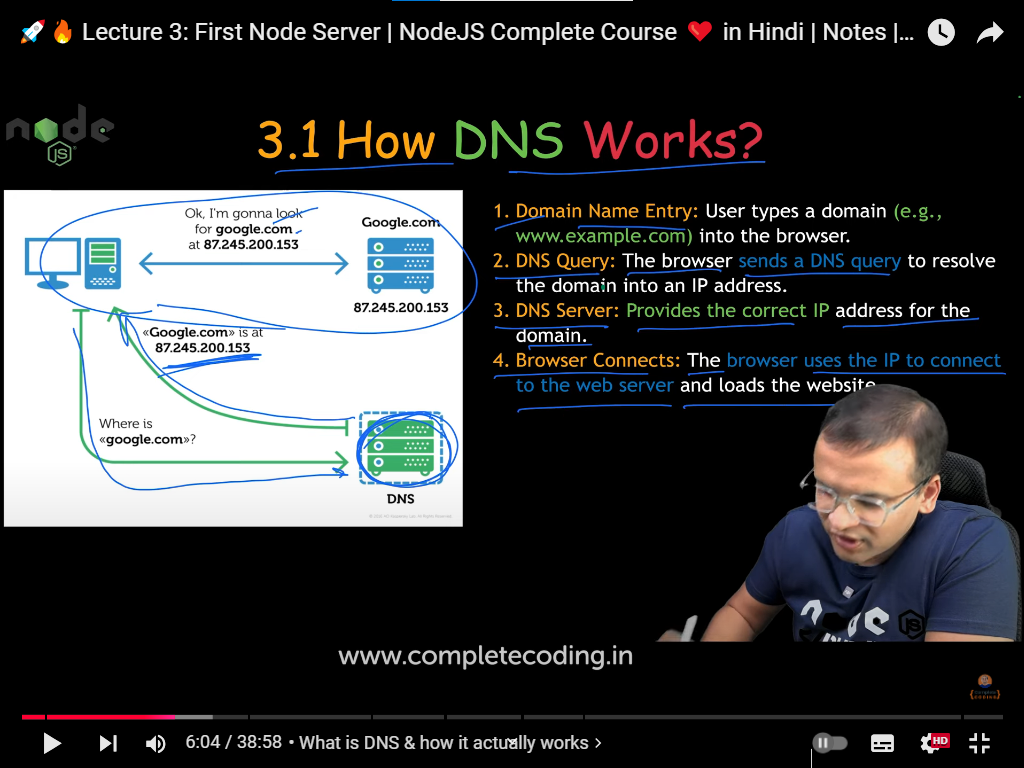 🚀🔥 Lecture 3: First Node Server | NodeJS Complete Course ❤️ in Hindi | Notes |...
node
JS
3.1 How DNS Works?
Ok, I'm gonna look
for google.com
at 87.245.200.153
Google.com
87.245.200.153
«Google.com» is at
87.245.200.153
Where is
«google.com»?
DNS
1. Domain Name Entry: User types a domain (e.g.,
www.example.com) into the browser.
2. DNS Query: The browser sends a DNS query to resolve
the domain into an IP address.
3. DNS Server: Provides the correct IP address for the
domain.
4. Browser Connects: The browser uses the IP to connect
to the web server and loads the website
www.completecoding.in
6:04 / 38:58 • What is DNS & how it actually works >
HD